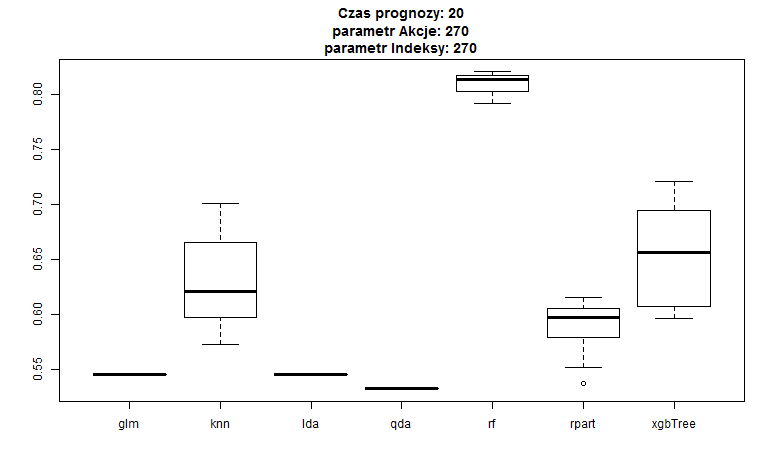 Czas prognozy: 20
parametr Akcje: 270
parametr Indeksy: 270
0.80
0.75
0.70
0.65
0.60
0.55
glm knn lda qda rf rpart xgbTree